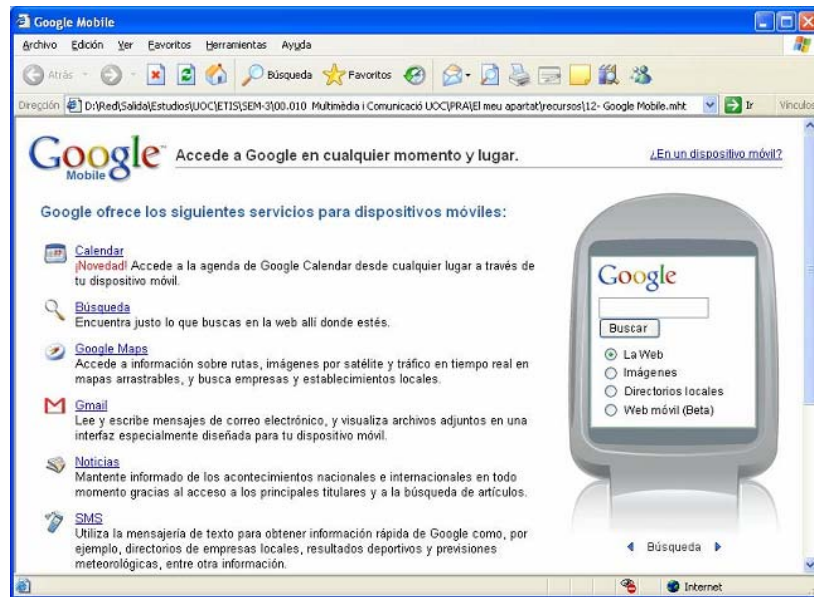 Google Mobile
Archivo Edición Ver Favoritos Herramientas Ayuda
Atrás Búsqueda Favoritos
Dirección D:\Red\Salida\Estudios\UOC\ETIS\SEM-3\00.010 Multimèdia i Comunicació UOC\PRA\El meu apartat\recursos\12- Google Mobile.mht Ir Vínculos
Google™ Accede a Google en cualquier momento y lugar. ¿En un dispositivo móvil?
Mobile
Google ofrece los siguientes servicios para dispositivos móviles:
Calendar
¡Novedad! Accede a la agenda de Google Calendar desde cualquier lugar a través de
tu dispositivo móvil.
Búsqueda
Encuentra justo lo que buscas en la web allí donde estés.
Google Maps
Accede a información sobre rutas, imágenes por satélite y tráfico en tiempo real en
mapas arrastrables, y busca empresas y establecimientos locales.
Gmail
Lee y escribe mensajes de correo electrónico, y visualiza archivos adjuntos en una
interfaz especialmente diseñada para tu dispositivo móvil.
Noticias
Mantente informado de los acontecimientos nacionales e internacionales en todo
momento gracias al acceso a los principales titulares y a la búsqueda de artículos.
SMS
Utiliza la mensajería de texto para obtener información rápida de Google como, por
ejemplo, directorios de empresas locales, resultados deportivos y previsiones
meteorológicas, entre otra información.
Google
Buscar
La Web
Imágenes
Directorios locales
Web móvil (Beta)
Búsqueda
Internet